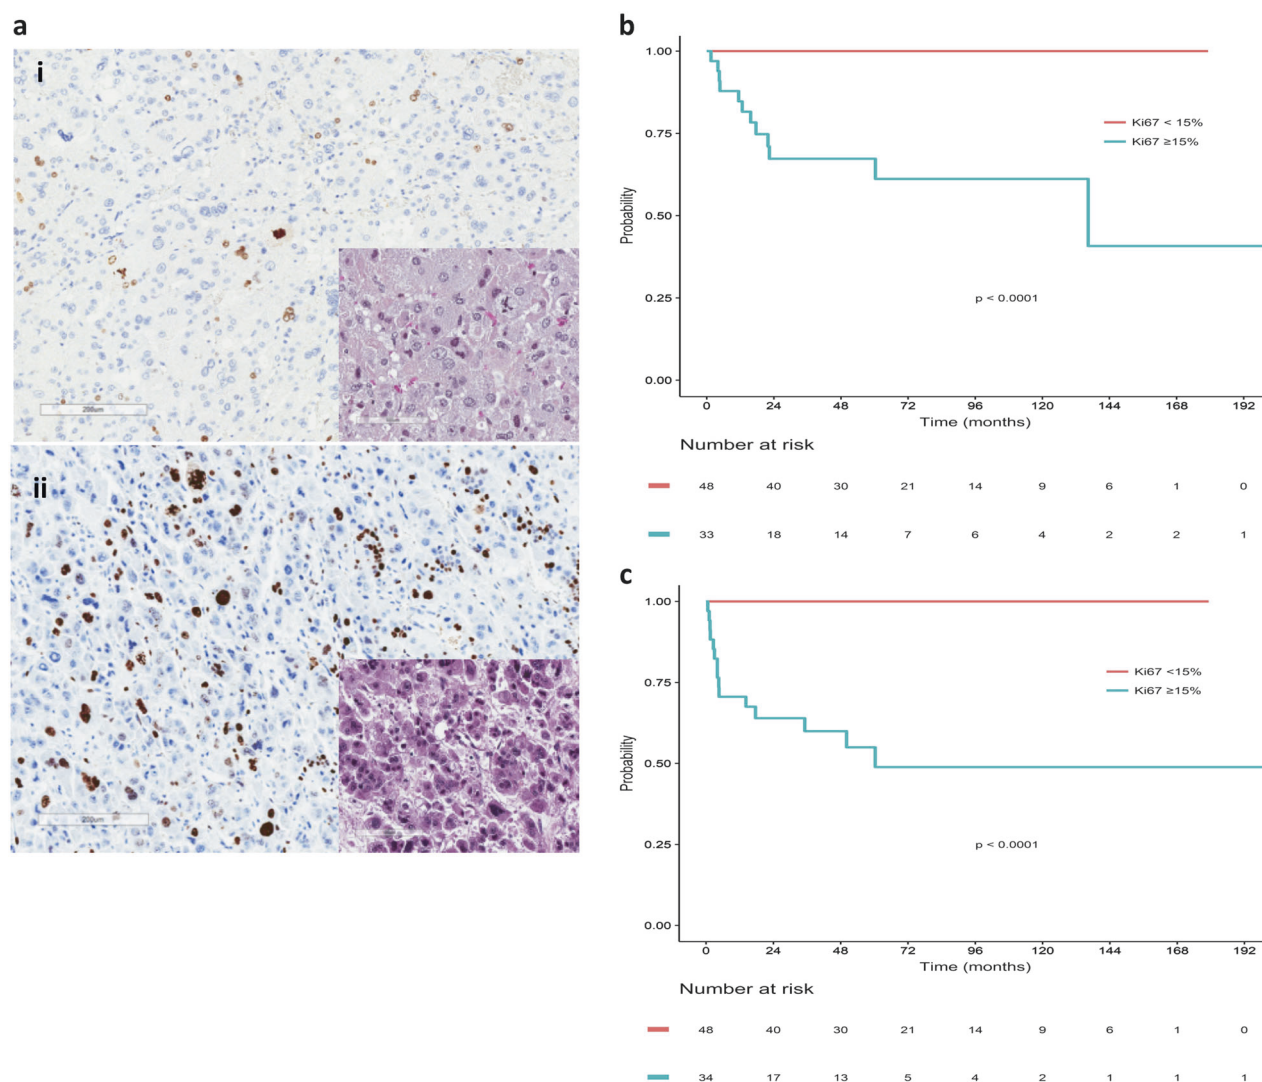 a
i
200um
ii
200um
b
1.00
0.75
0.50
0.25
0.00
Probability
Ki67 < 15%
Ki67 ≥15%
p < 0.0001
0 24 48 72 96 120 144 168 192
Time (months)
Number at risk
48 40 30 21 14 9 6 1 0
33 18 14 7 6 4 2 2 1
c
1.00
0.75
0.50
0.25
0.00
Probability
Ki67 <15%
Ki67 ≥15%
p < 0.0001
0 24 48 72 96 120 144 168 192
Time (months)
Number at risk
48 40 30 21 14 9 6 1 0
34 17 13 5 4 2 1 1 1